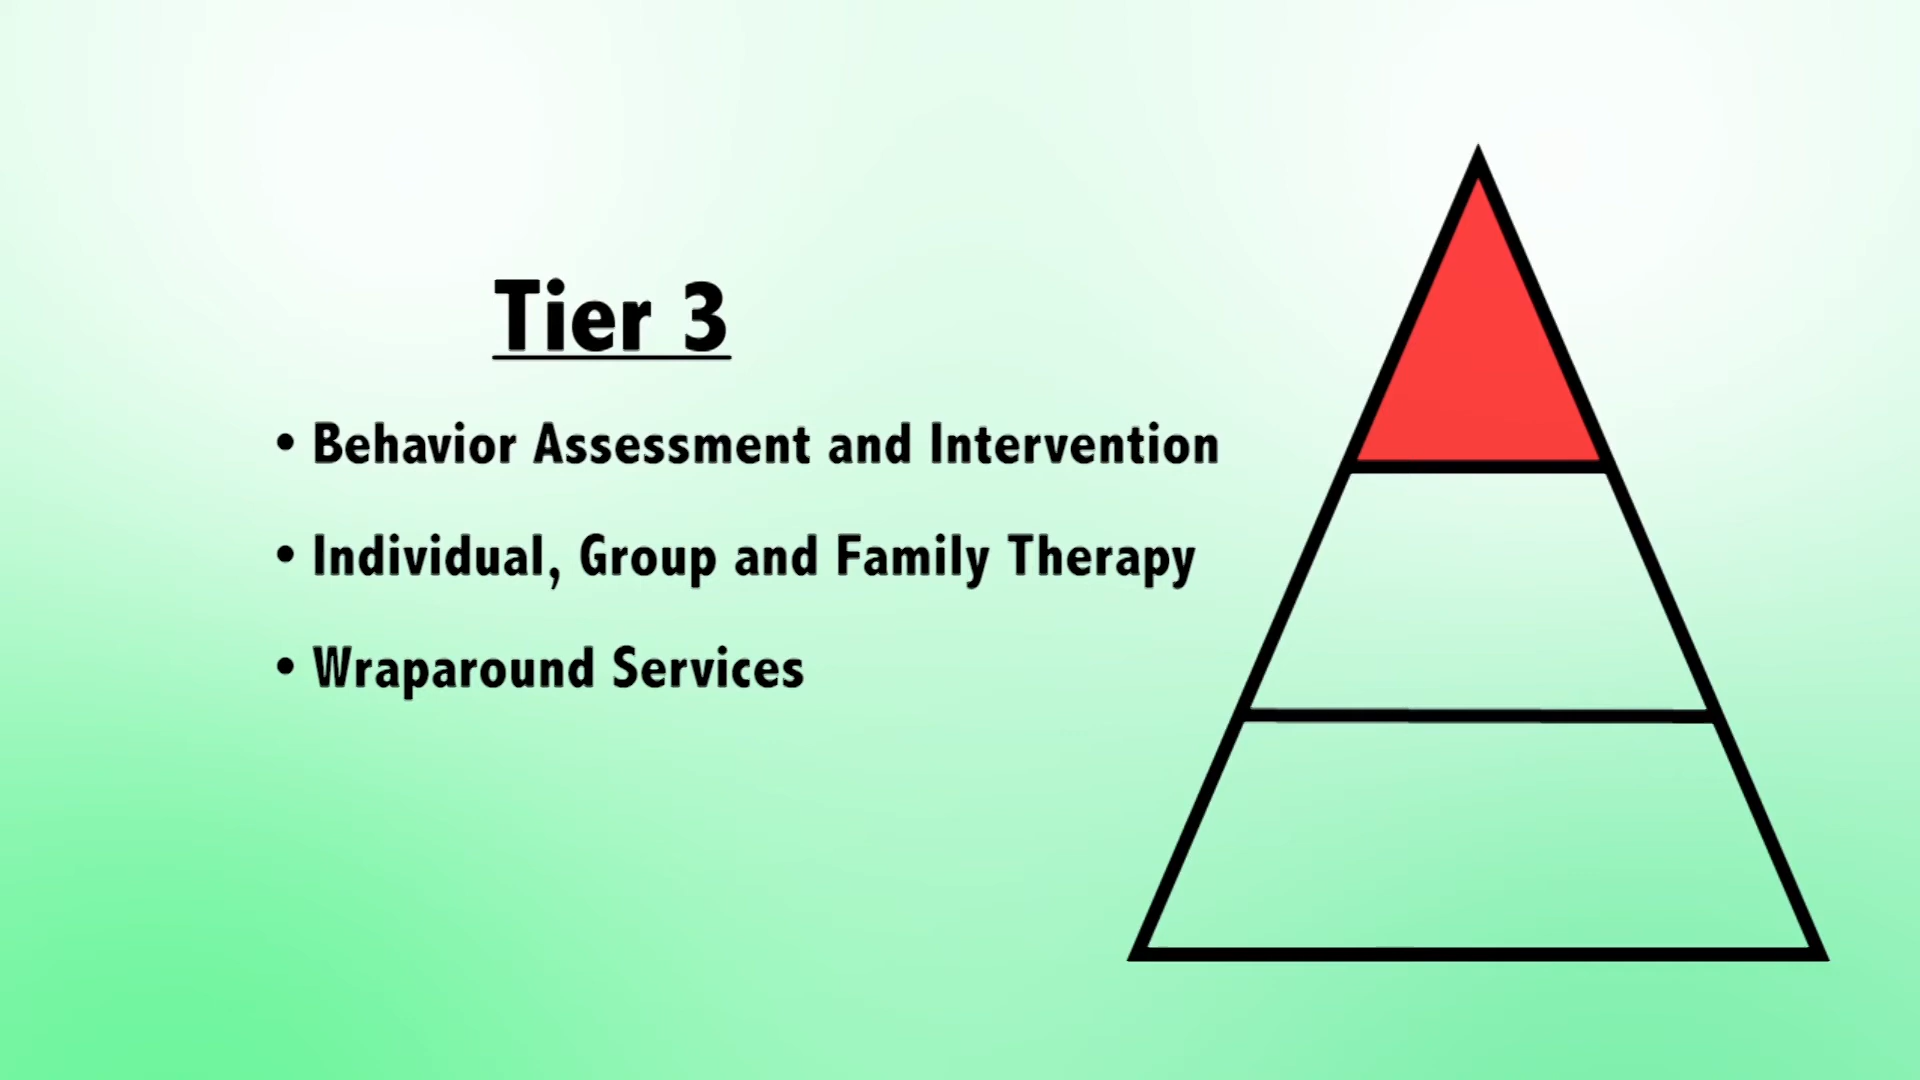 Tier 3
• Behavior Assessment and Intervention
• Individual, Group and Family Therapy
• Wraparound Services